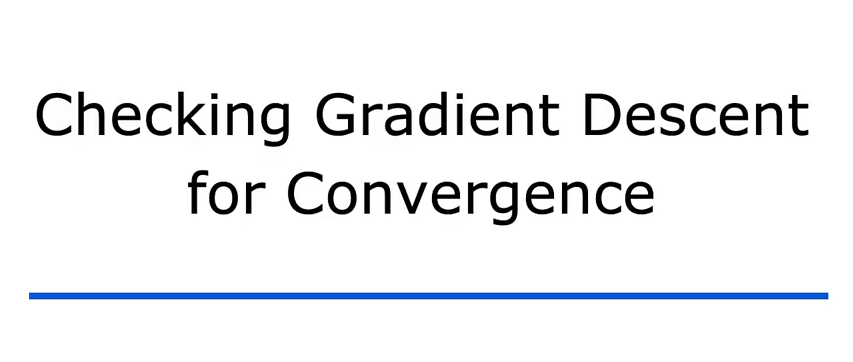 Checking Gradient Descent
for Convergence